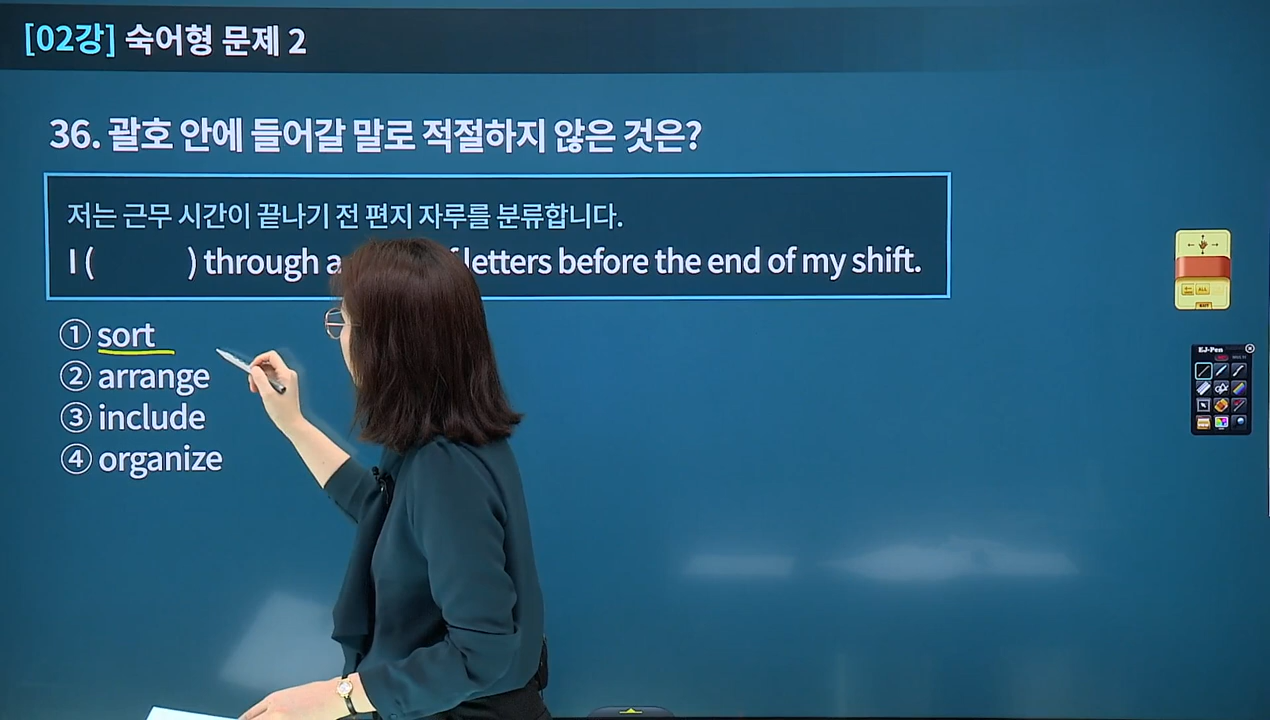 [02강] 숙어형 문제 2
36. 괄호 안에 들어갈 말로 적절하지 않은 것은?
저는 근무 시간이 끝나기 전 편지 자루를 분류합니다.
I ( ) through a letters before the end of my shift.
① sort
② arrange
③ include
④ organize
EJ-Pen
ALL